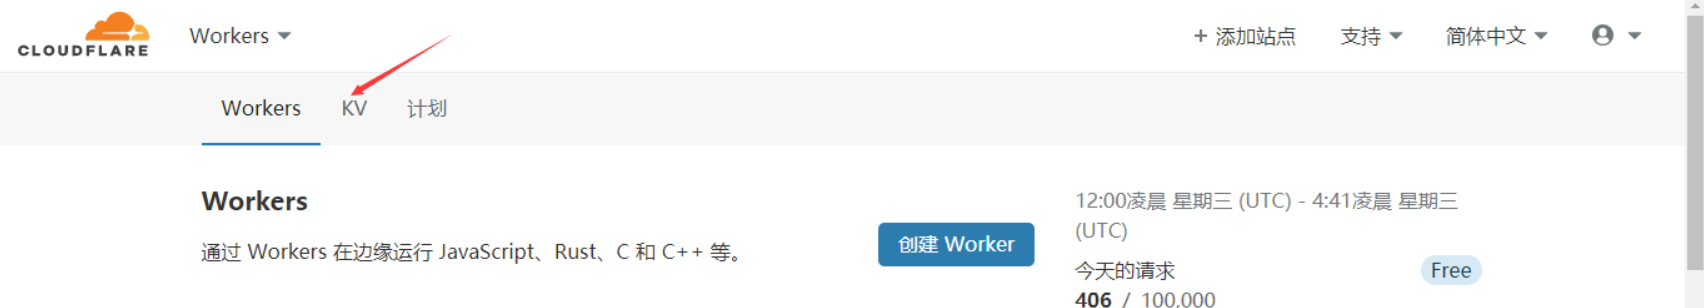 CLOUDFLARE Workers + 添加站点 支持 简体中文
Workers KV 计划
Workers
通过 Workers 在边缘运行 JavaScript、Rust、C 和 C++ 等。
创建 Worker
12:00凌晨 星期三 (UTC) - 4:41凌晨 星期三
(UTC)
今天的请求 Free
406 / 100,000